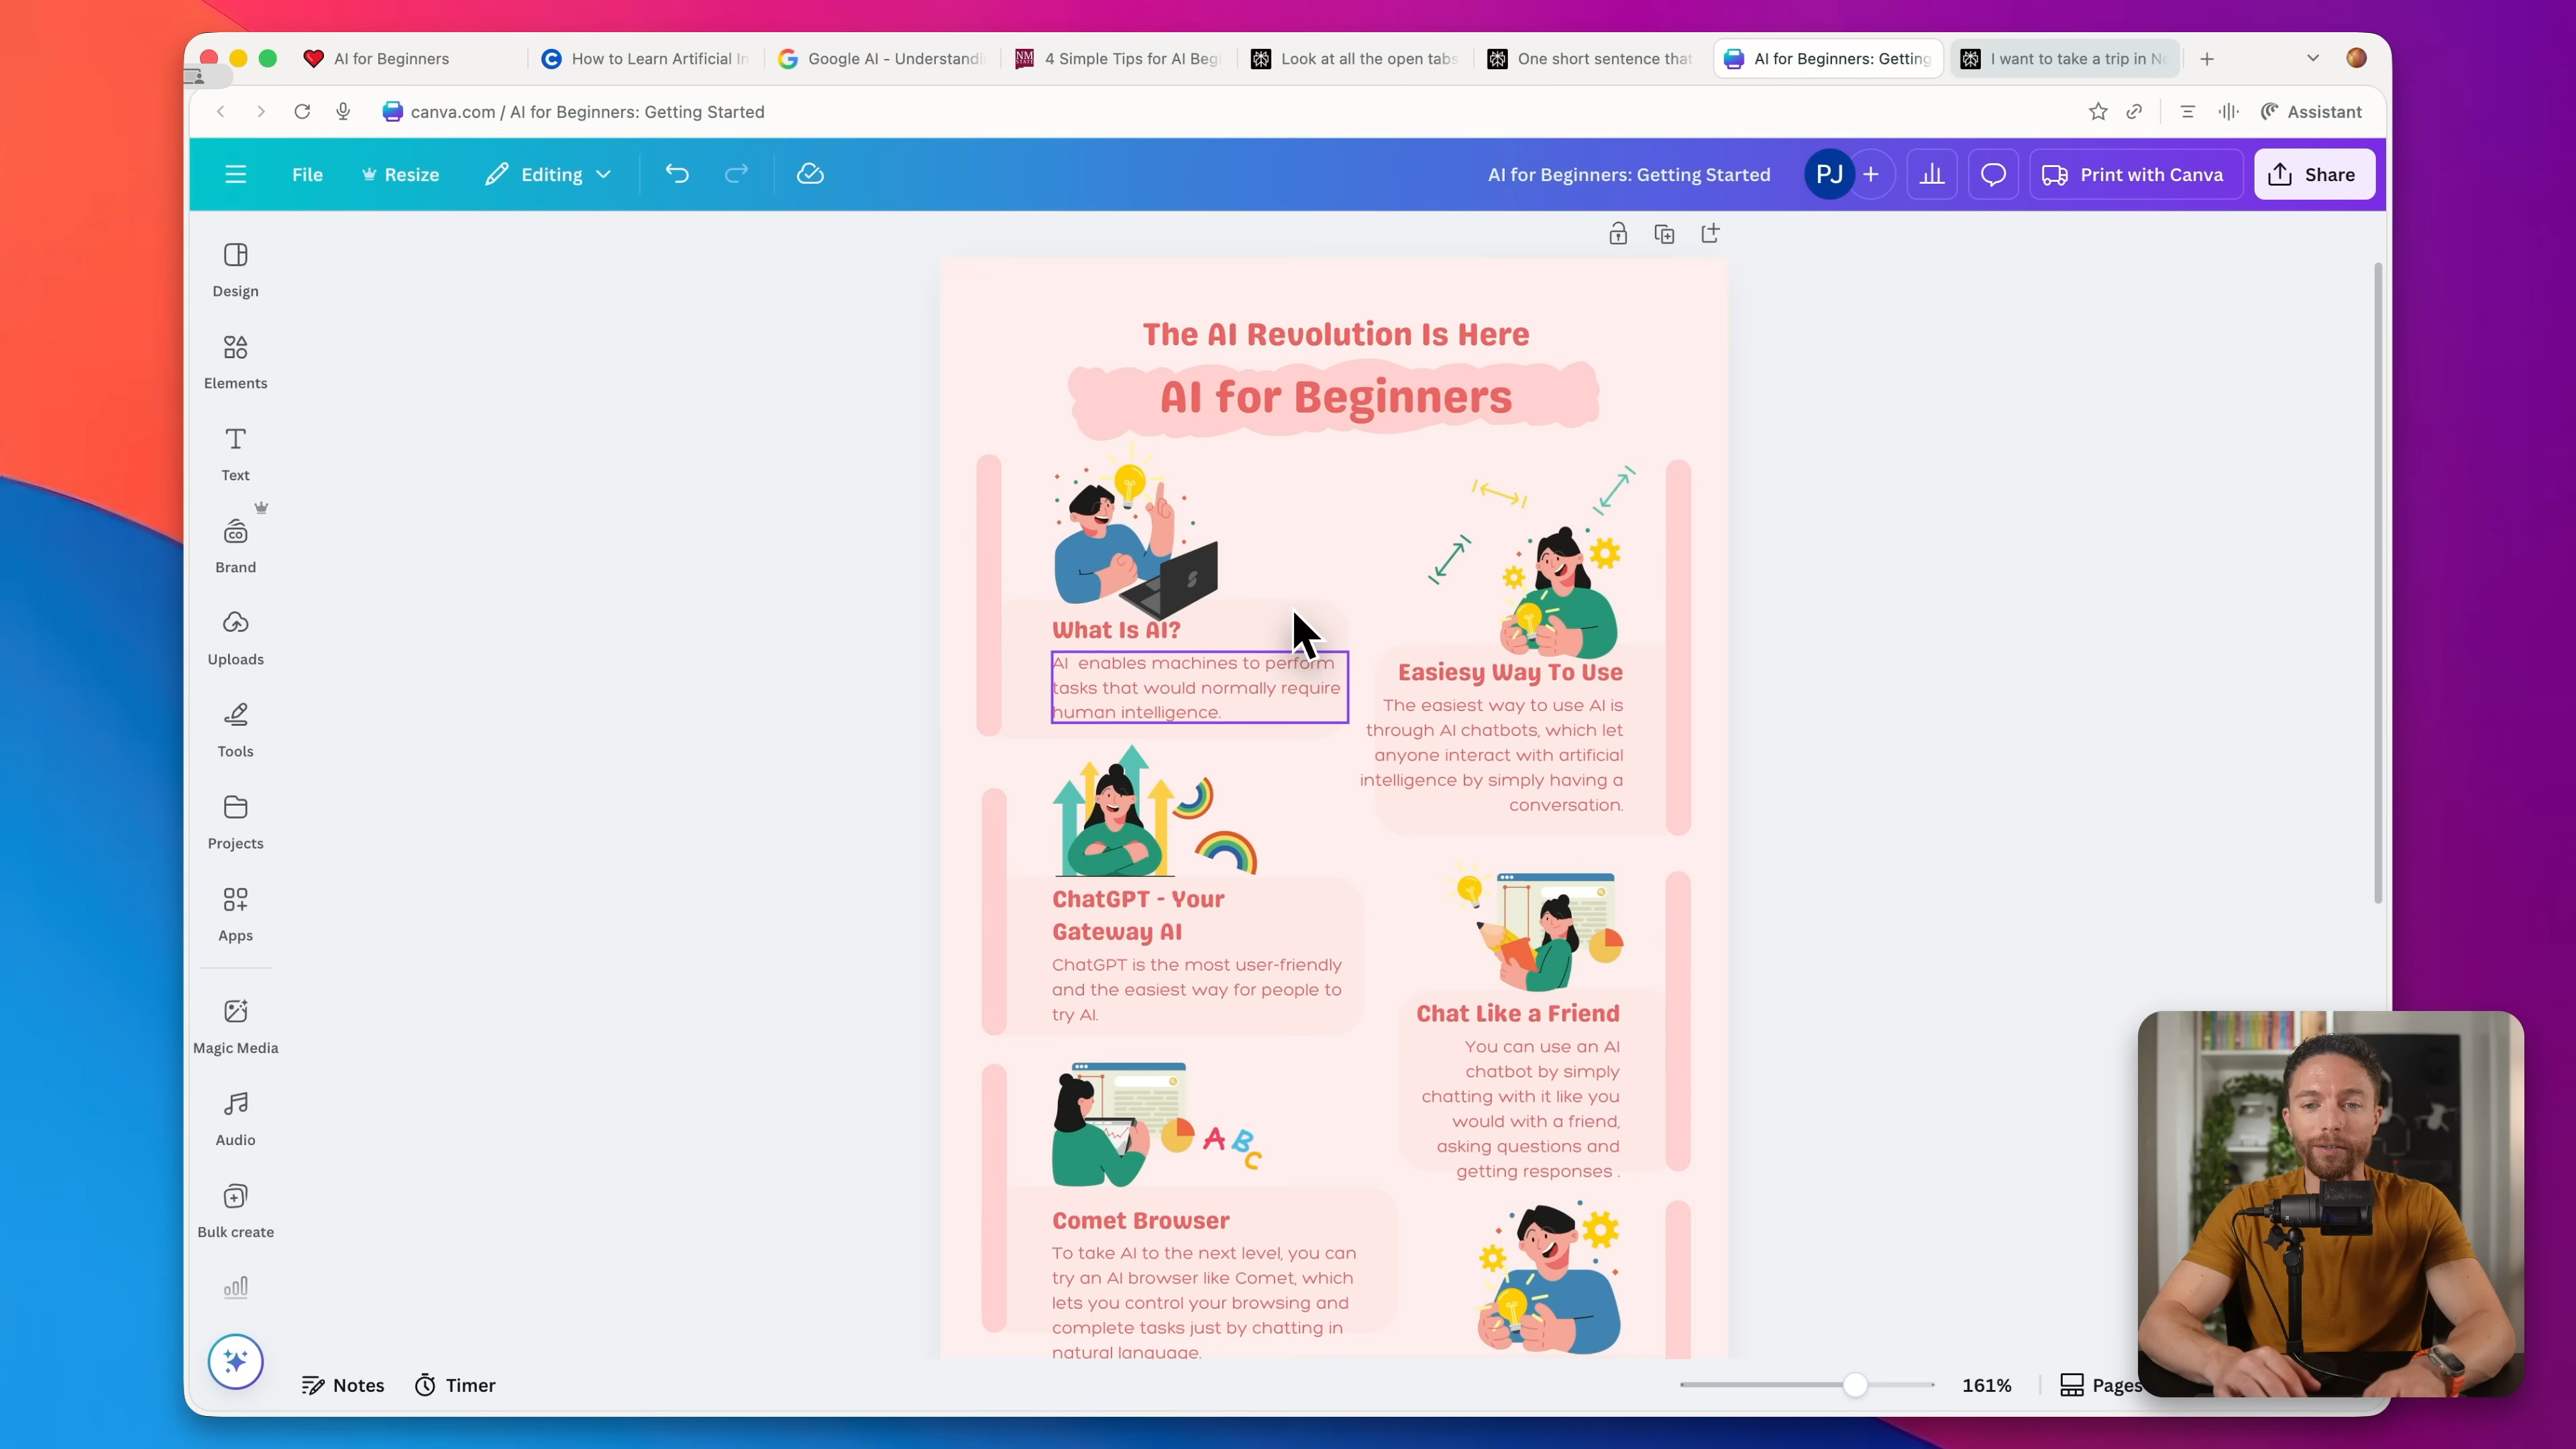 AI for Beginners
How to Learn Artificial In
Google AI - Understandi
4 Simple Tips for AI Begi
Look at all the open tabs
One short sentence that
AI for Beginners: Getting
I want to take a trip in No
canva.com / AI for Beginners: Getting Started
Assistant
File
Resize
Editing
AI for Beginners: Getting Started
PJ
Print with Canva
Share
Design
Elements
Text
Brand
Uploads
Tools
Projects
Apps
Magic Media
Audio
Bulk create
The AI Revolution Is Here
AI for Beginners
What Is AI?
AI enables machines to perform
tasks that would normally require
human intelligence.
Easiesy Way To Use
The easiest way to use AI is
through AI chatbots, which let
anyone interact with artificial
intelligence by simply having a
conversation.
ChatGPT - Your
Gateway AI
ChatGPT is the most user-friendly
and the easiest way for people to
try AI.
Chat Like a Friend
You can use an AI
chatbot by simply
chatting with it like you
would with a friend,
asking questions and
getting responses .
A B C
Comet Browser
To take AI to the next level, you can
try an AI browser like Comet, which
lets you control your browsing and
complete tasks just by chatting in
natural language.
Notes
Timer
161%
Pages